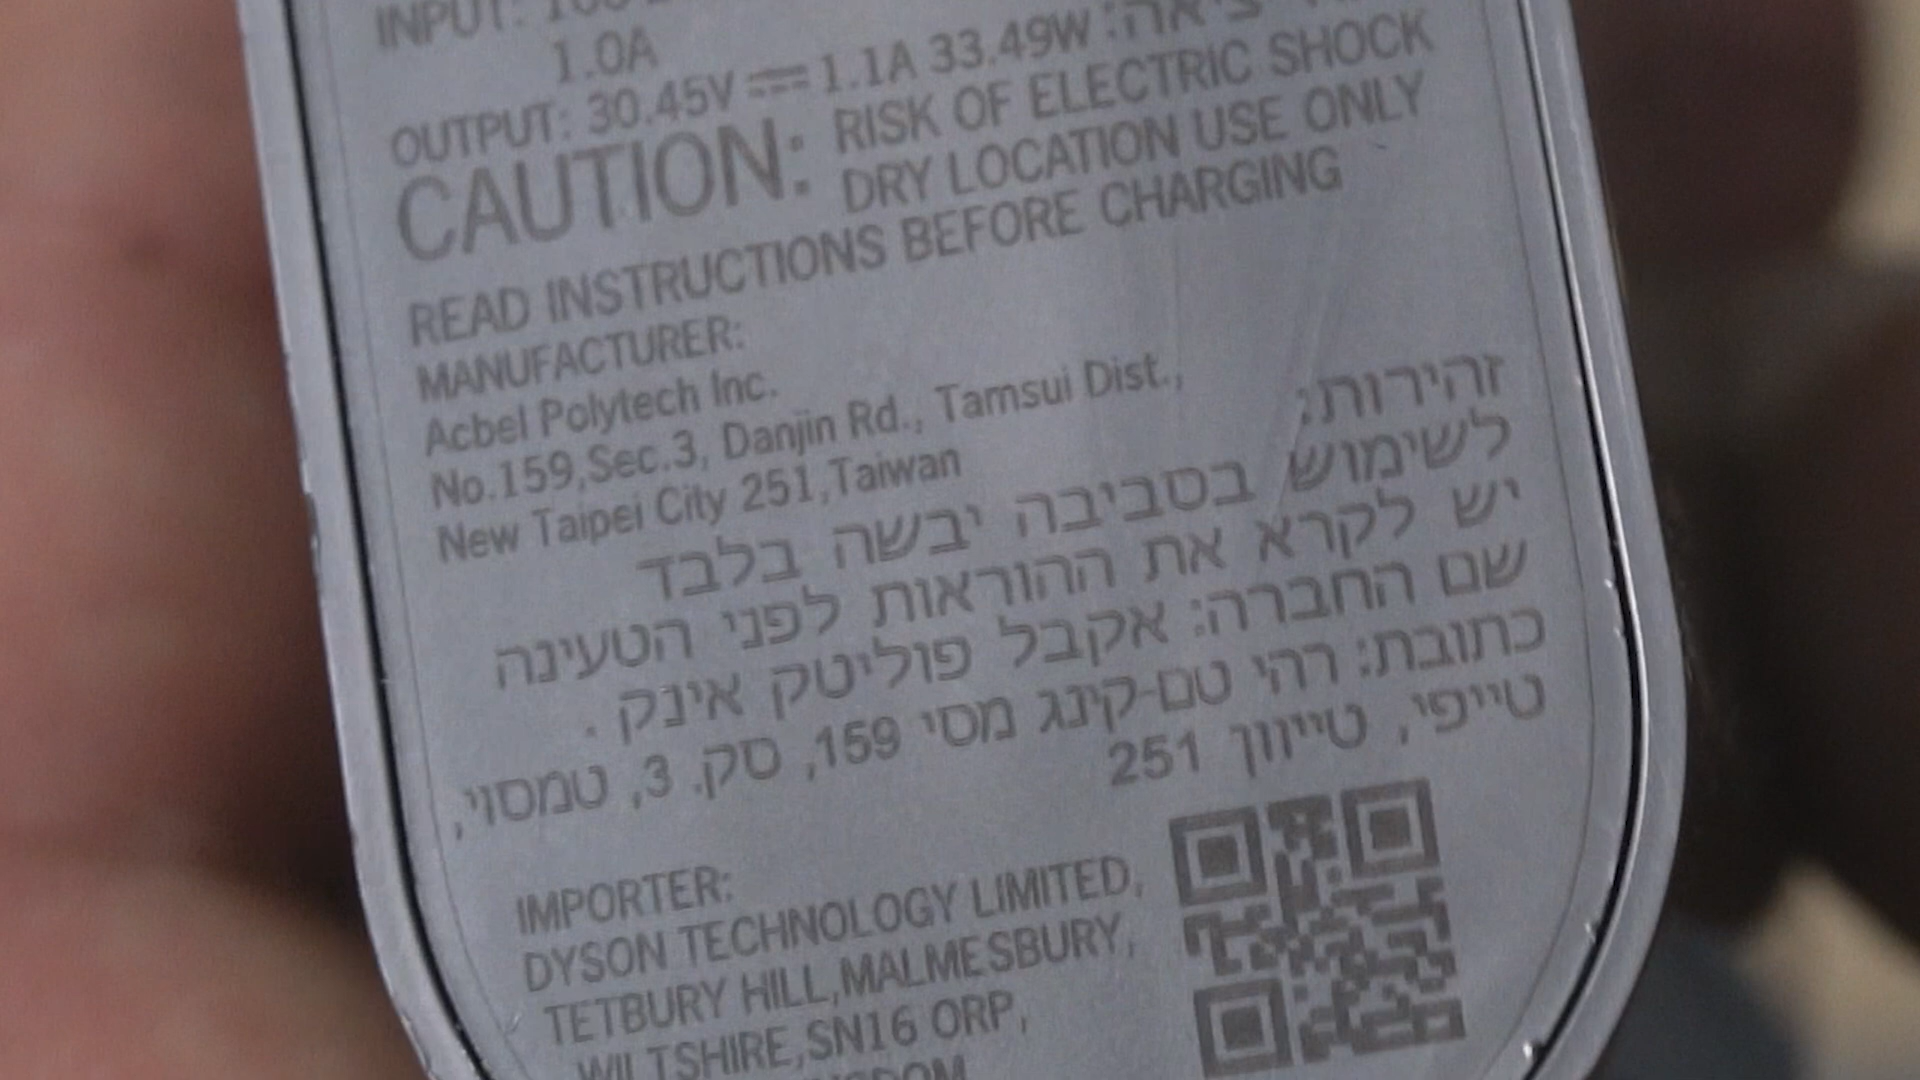 INPUT:
1.0A
OUTPUT: 30.45V ⎓ 1.1A 33.49W
CAUTION: RISK OF ELECTRIC SHOCK
DRY LOCATION USE ONLY
READ INSTRUCTIONS BEFORE CHARGING
MANUFACTURER:
Acbel Polytech Inc.
No.159,Sec.3, Danjin Rd., Tamsui Dist.,
New Taipei City 251,Taiwan
זהירות:
לשימוש בסביבה יבשה בלבד
יש לקרא את ההוראות לפני הטעינה
שם החברה: אקבל פוליטק אינק .
כתובת: רהי טם-קינג מסי 159, סק. 3, טמסוי,
טייפי, טייוון 251
IMPORTER:
DYSON TECHNOLOGY LIMITED,
TETBURY HILL,MALMESBURY,
WILTSHIRE,SN16 ORP,